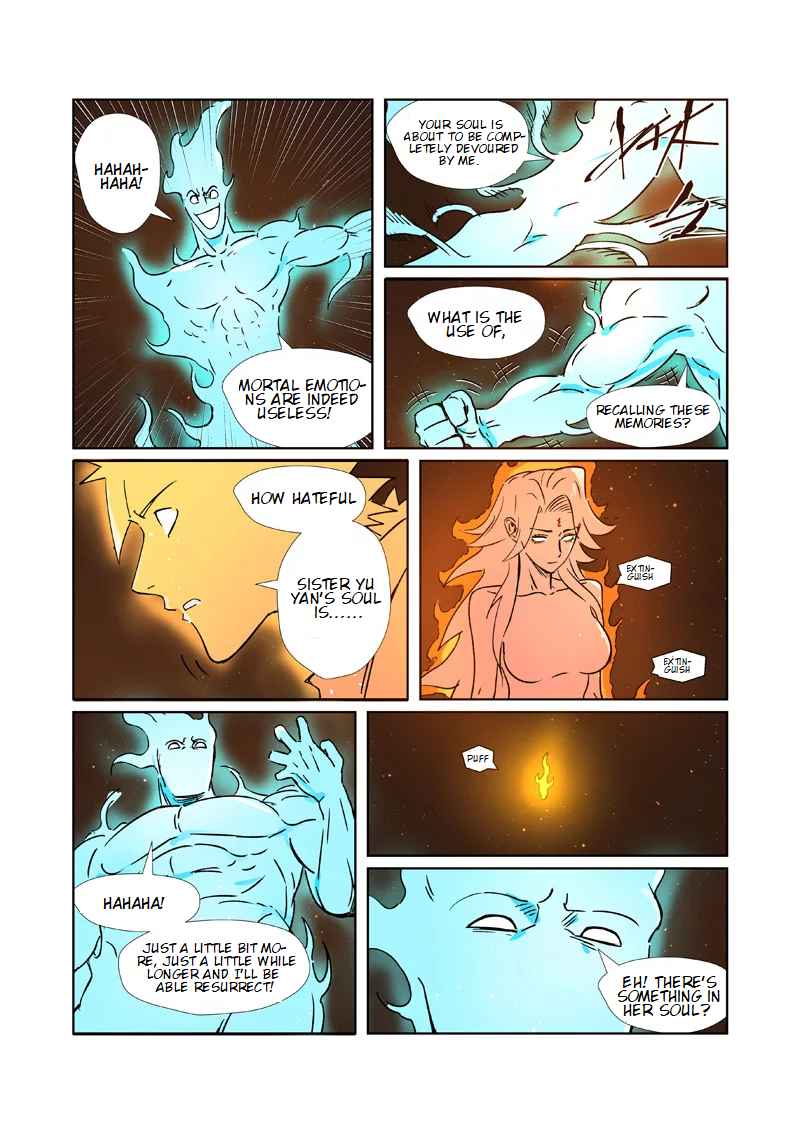 HAHAH-
HAHA!
MORTAL EMOTIO-
NS ARE INDEED
USELESS!
YOUR SOUL IS
ABOUT TO BE COM-
PLETELY DEVOURED
BY ME.
WHAT IS THE
USE OF,
RECALLING THESE
MEMORIES?
HOW HATEFUL
SISTER YU
YAN'S SOUL
IS......
EXTIN-
GUISH
EXTIN-
GUISH
HAHAHA!
JUST A LITTLE BIT MO-
RE, JUST A LITTLE WHILE
LONGER AND I'LL BE
ABLE RESURRECT!
PUFF
EH! THERE'S
SOMETHING IN
HER SOUL?